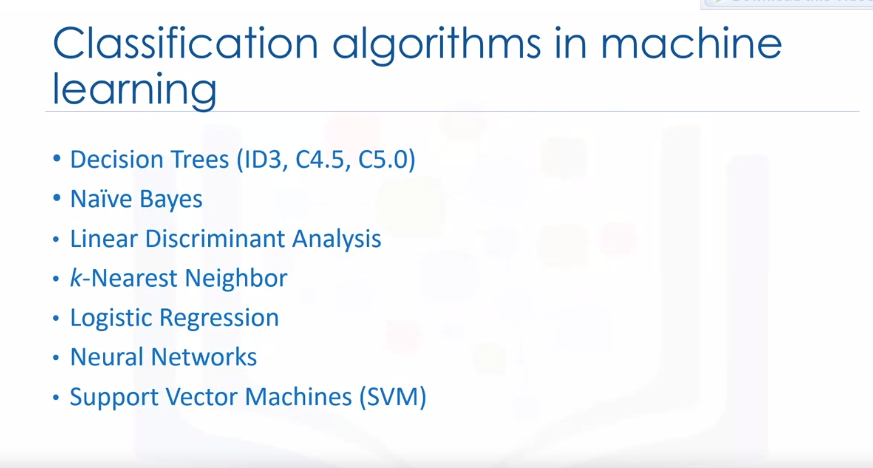 Classification algorithms in machine
learning
• Decision Trees (ID3, C4.5, C5.0)
• Naïve Bayes
• Linear Discriminant Analysis
• k-Nearest Neighbor
• Logistic Regression
• Neural Networks
• Support Vector Machines (SVM)